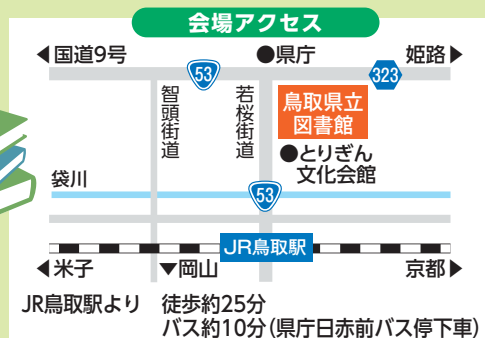 会場アクセス
◀国道9号
●県庁
姫路▶
53
323
智頭街道
若桜街道
鳥取県立
図書館
●とりぎん
文化会館
袋川
53
JR鳥取駅
◀米子
▼岡山
京都▶
JR鳥取駅より 徒歩約25分
バス約10分(県庁日赤前バス停下車)